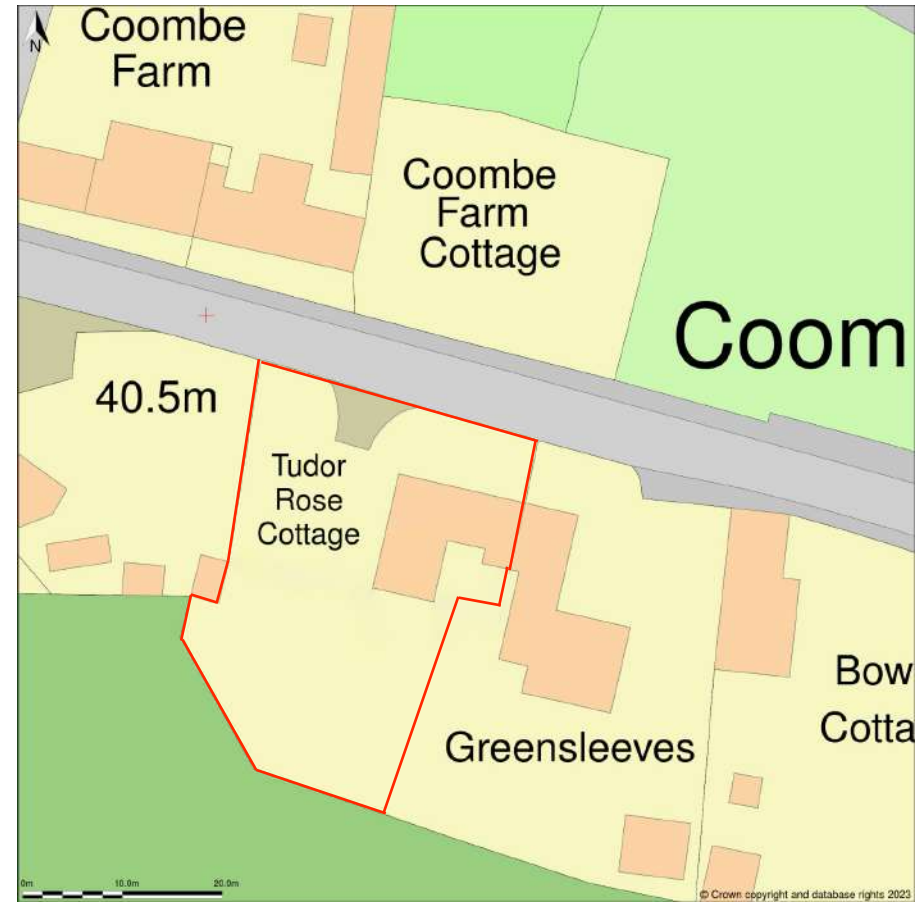 N
Coombe
Farm
Coombe
Farm
Cottage
Coom
40.5m
Tudor
Rose
Cottage
Bow
Cotta
Greensleeves
0m 10.0m 20.0m
© Crown copyright and database rights 2023